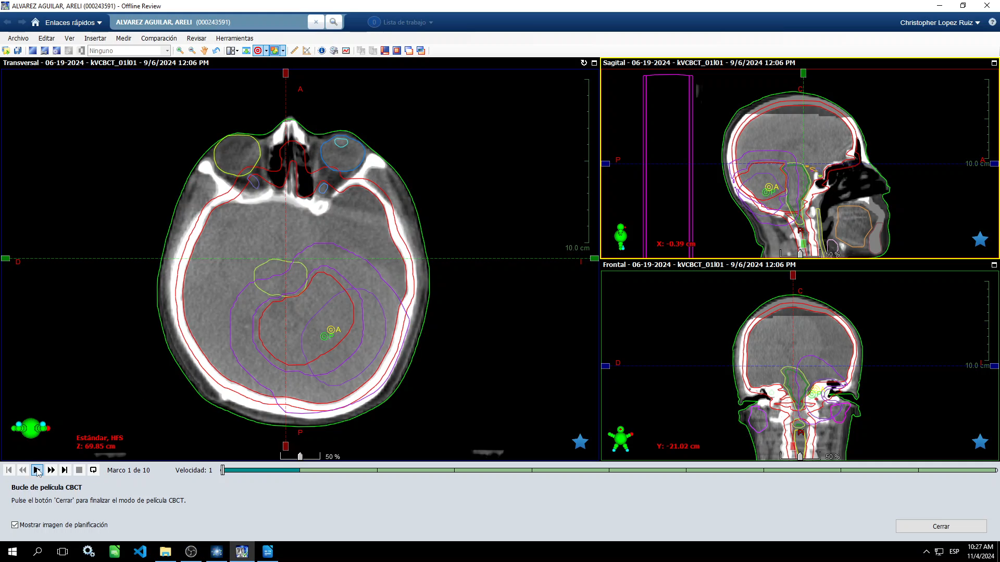 ALVAREZ AGUILAR, ARELI (000243591) - Offline Review
Enlaces rápidos
ALVAREZ AGUILAR, ARELI (000243591)
0 Lista de trabajo
Christopher Lopez Ruiz
Archivo Editar Ver Insertar Medir Comparación Revisar Herramientas
Ninguno
Transversal - 06-19-2024 - kVCBCT_01l01 - 9/6/2024 12:06 PM
Sagital - 06-19-2024 - kVCBCT_01l01 - 9/6/2024 12:06 PM
A
C
P
A
10.0 cm
A
P
Pi
X: -0.39 cm
50 %
10.0 cm
D
I
A
P
P
Estándar, HFS
Z: 69.85 cm
50 %
Frontal - 06-19-2024 - kVCBCT_01l01 - 9/6/2024 12:06 PM
C
D
I
10.0 cm
A
P
Pi
Y: -21.02 cm
50 %
Marco 1 de 10
Velocidad: 1
Bucle de película CBCT
Pulse el botón 'Cerrar' para finalizar el modo de película CBCT.
Mostrar imagen de planificación
Cerrar
ESP
10:27 AM
11/4/2024